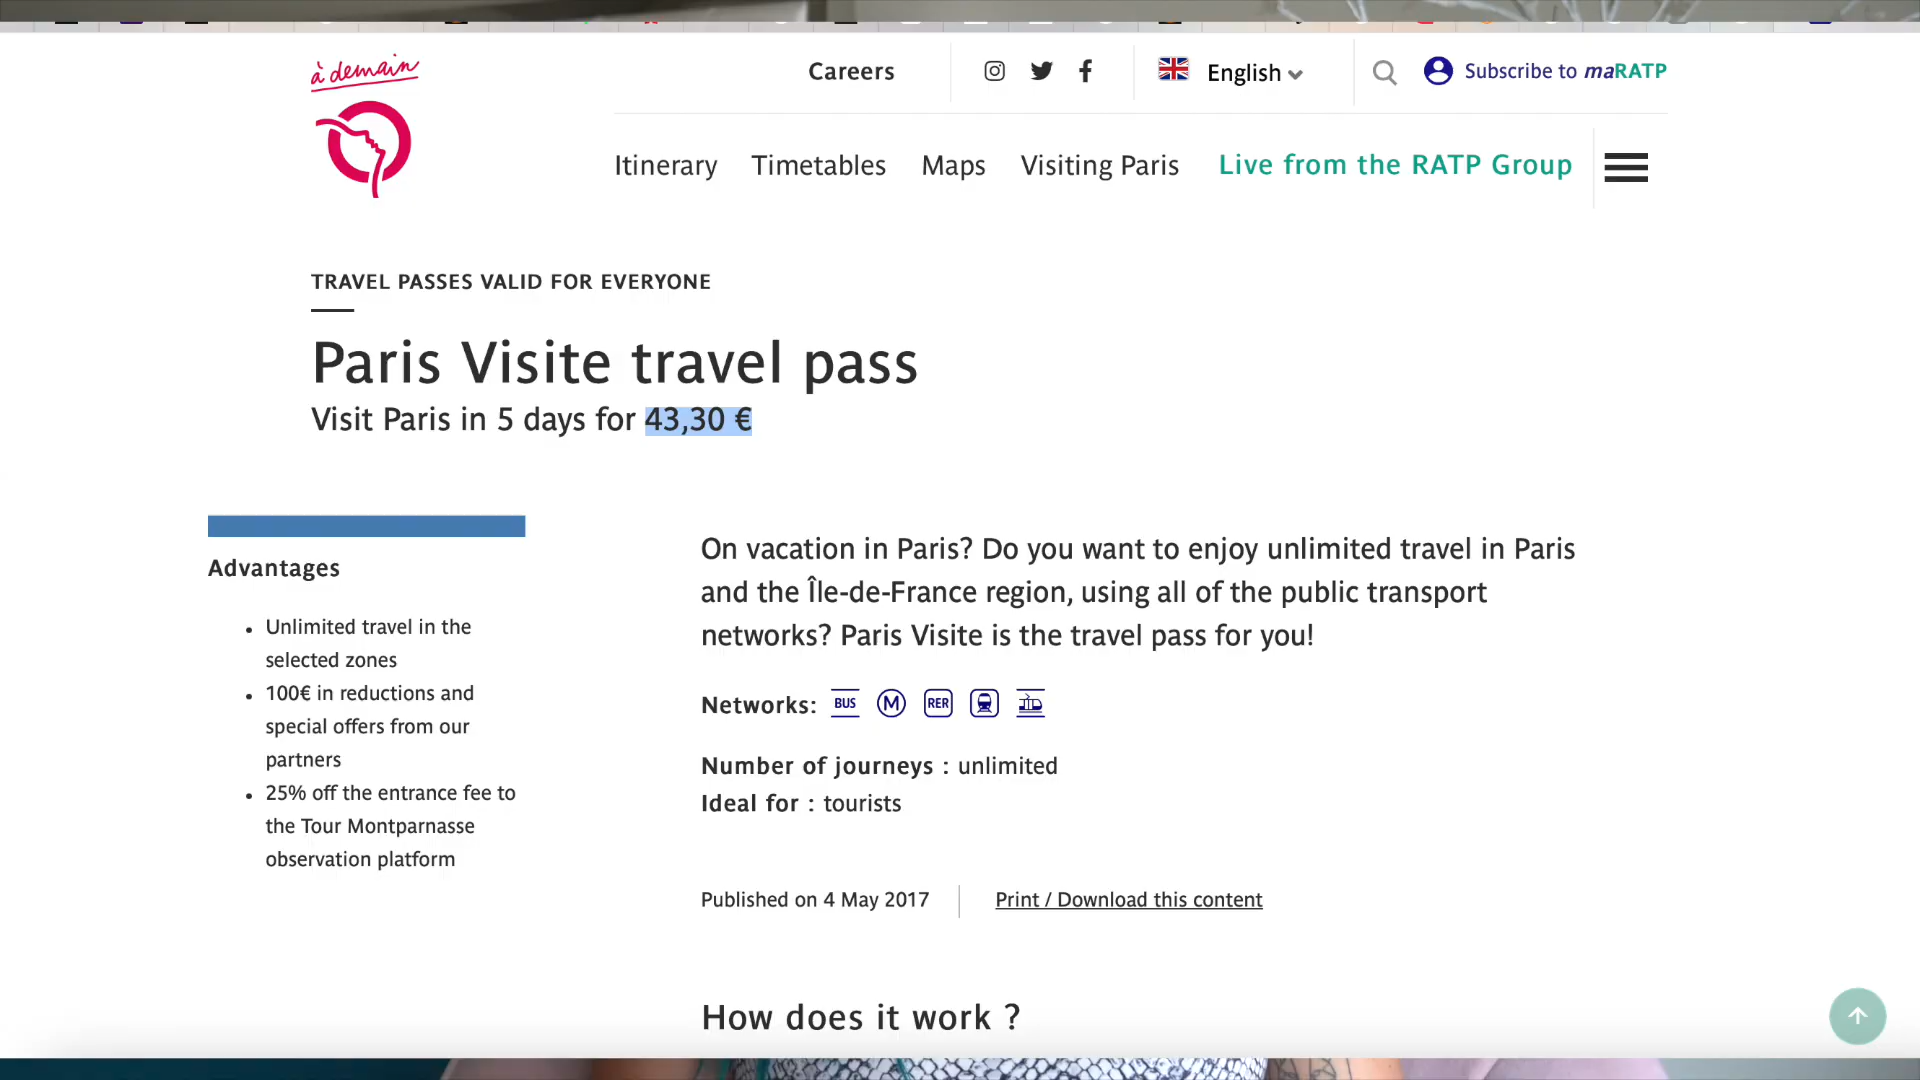 à demain
Careers
English
Subscribe to maRATP
Itinerary Timetables Maps Visiting Paris Live from the RATP Group
TRAVEL PASSES VALID FOR EVERYONE
Paris Visite travel pass
Visit Paris in 5 days for 43,30 €
Advantages
Unlimited travel in the
selected zones
100€ in reductions and
special offers from our
partners
25% off the entrance fee to
the Tour Montparnasse
observation platform
On vacation in Paris? Do you want to enjoy unlimited travel in Paris
and the Île-de-France region, using all of the public transport
networks? Paris Visite is the travel pass for you!
Networks: BUS M RER
Number of journeys : unlimited
Ideal for : tourists
Published on 4 May 2017
Print / Download this content
How does it work ?